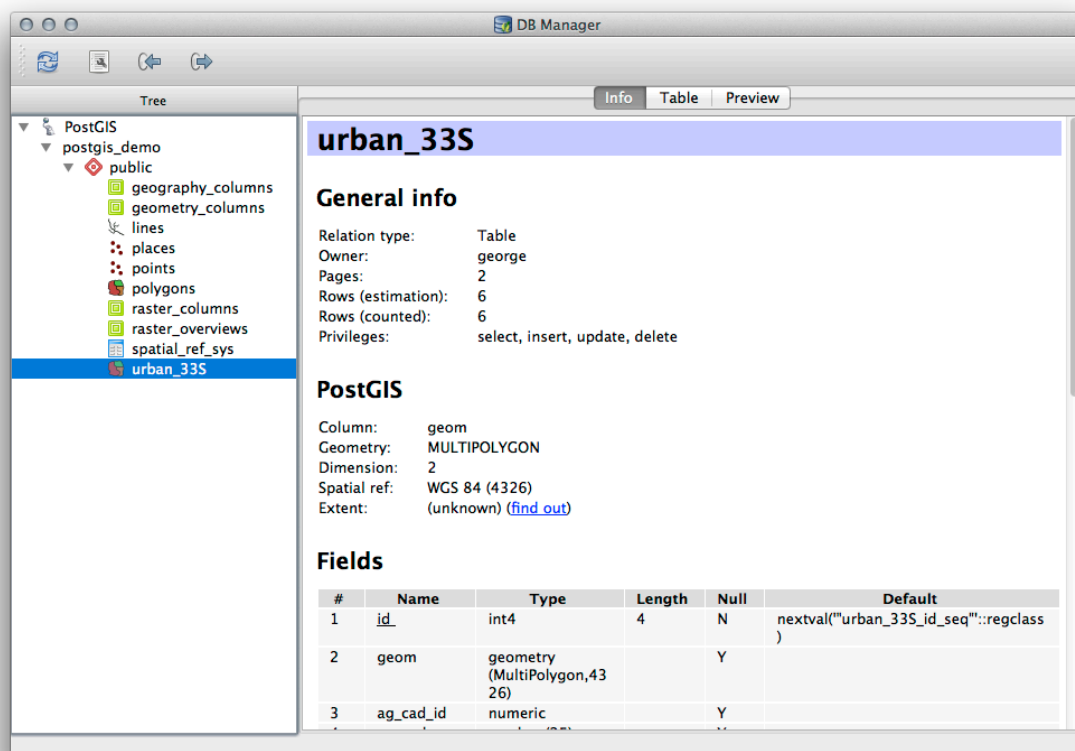 DB Manager
Tree
Info Table Preview
PostGIS
postgis_demo
public
geography_columns
geometry_columns
lines
places
points
polygons
raster_columns
raster_overviews
spatial_ref_sys
urban_33S
urban_33S
General info
Relation type: Table
Owner: george
Pages: 2
Rows (estimation): 6
Rows (counted): 6
Privileges: select, insert, update, delete
PostGIS
Column: geom
Geometry: MULTIPOLYGON
Dimension: 2
Spatial ref: WGS 84 (4326)
Extent: (unknown) (find out)
Fields
# Name Type Length Null Default
1 id int4 4 N nextval('"urban_33S_id_seq"'::regclass
)
2 geom geometry Y
(MultiPolygon,43
26)
3 ag_cad_id numeric Y